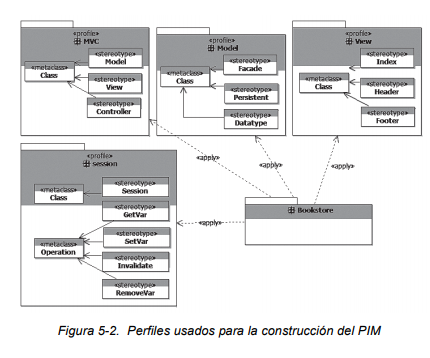 «profile»
MVC
«metaclass»
Class
«stereotype»
Model
«stereotype»
View
«stereotype»
Controller
«profile»
Model
«metaclass»
Class
«stereotype»
Facade
«stereotype»
Persistent
«stereotype»
Datatype
«profile»
View
«metaclass»
Class
«stereotype»
Index
«stereotype»
Header
«stereotype»
Footer
«profile»
session
«metaclass»
Class
«stereotype»
Session
«metaclass»
Operation
«stereotype»
GetVar
«stereotype»
SetVar
«stereotype»
Invalidate
«stereotype»
RemoveVar
«apply»
«apply»
«apply»
«apply»
Bookstore
Figura 5-2. Perfiles usados para la construcción del PIM